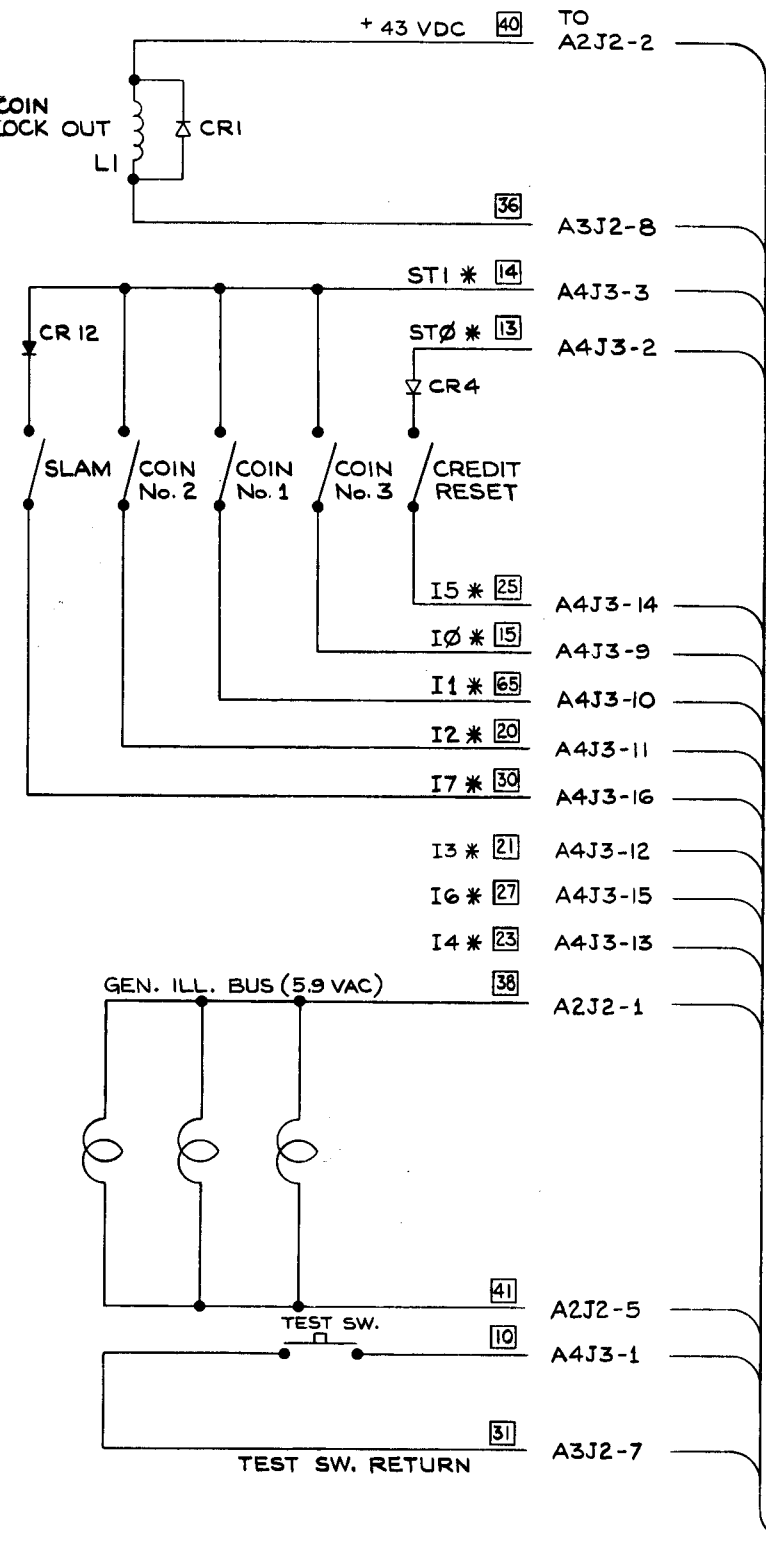 + 43 VDC 40 TO A2J2-2
COIN
LOCK OUT
L1
CR1
36 A3J2-8
ST1 * 14 A4J3-3
STØ * 13 A4J3-2
CR 12
CR4
SLAM
COIN No. 2
COIN No. 1
COIN No. 3
CREDIT RESET
I5 * 25 A4J3-14
IØ * 15 A4J3-9
I1 * 65 A4J3-10
I2 * 20 A4J3-11
I7 * 30 A4J3-16
I3 * 21 A4J3-12
I6 * 27 A4J3-15
I4 * 23 A4J3-13
GEN. ILL. BUS (5.9 VAC) 38 A2J2-1
41 A2J2-5
TEST SW.
10 A4J3-1
31 A3J2-7
TEST SW. RETURN